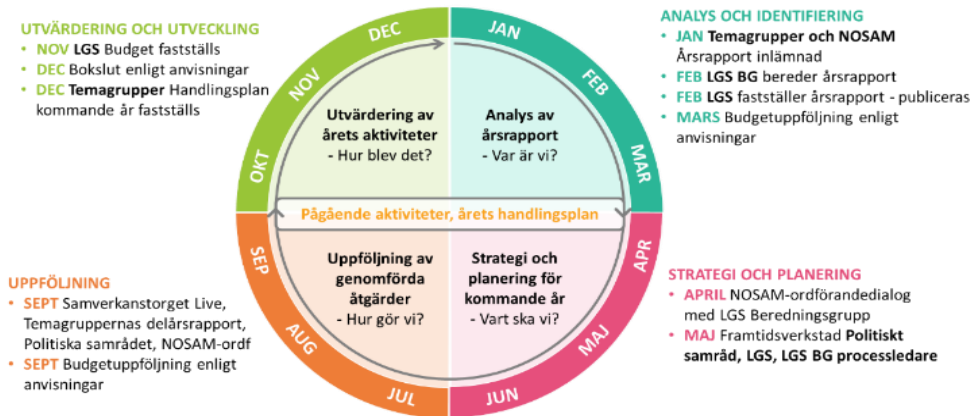 UTVÄRDERING OCH UTVECKLING
• NOV LGS Budget fastställs
• DEC Bokslut enligt anvisningar
• DEC Temagrupper Handlingsplan
kommande år fastställs
ANALYS OCH IDENTIFIERING
• JAN Temagrupper och NOSAM
Årsrapport inlämnad
• FEB LGS BG bereder årsrapport
• FEB LGS fastställer årsrapport - publiceras
• MARS Budgetuppföljning enligt
anvisningar
JAN
FEB
MAR
APR
MAJ
JUN
JUL
AUG
SEP
OKT
NOV
DEC
Utvärdering av
årets aktiviteter
- Hur blev det?
Analys av
årsrapport
- Var är vi?
Pågående aktiviteter, årets handlingsplan
Uppföljning av
genomförda
åtgärder
- Hur gör vi?
Strategi och
planering för
kommande år
- Vart ska vi?
UPPFÖLJNING
• SEPT Samverkanstorget Live,
Temagruppernas delårsrapport,
Politiska samrådet, NOSAM-ordf
• SEPT Budgetuppföljning enligt
anvisningar
STRATEGI OCH PLANERING
• APRIL NOSAM-ordförandedialog
med LGS Beredningsgrupp
• MAJ Framtidsverkstad Politiskt
samråd, LGS, LGS BG processledare